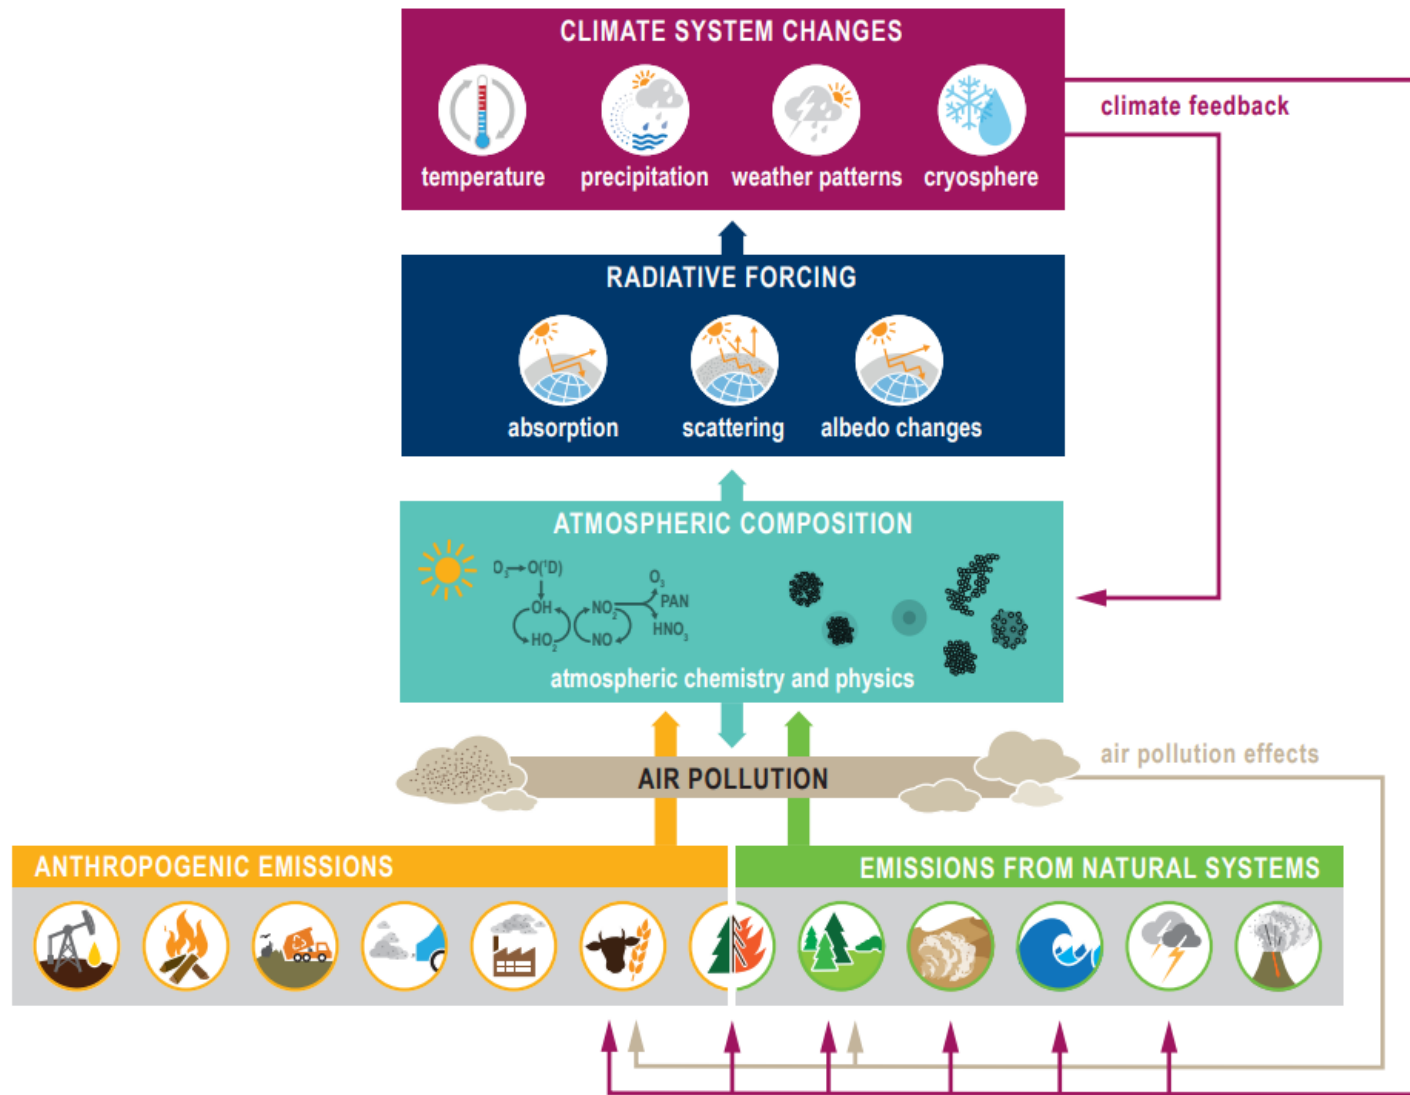 CLIMATE SYSTEM CHANGES
temperature
precipitation
weather patterns
cryosphere
climate feedback
RADIATIVE FORCING
absorption
scattering
albedo changes
ATMOSPHERIC COMPOSITION
O₃→O(¹D)
OH
HO₂
NO₂
NO
O₃
PAN
HNO₃
atmospheric chemistry and physics
AIR POLLUTION
air pollution effects
ANTHROPOGENIC EMISSIONS
EMISSIONS FROM NATURAL SYSTEMS